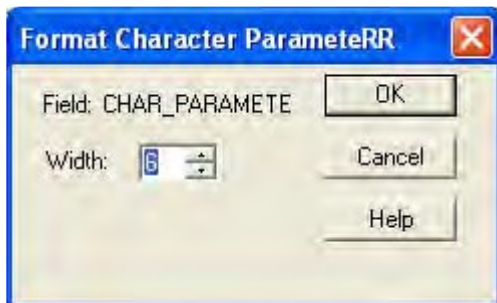 Format Character ParameteRR
Field: CHAR_PARAMETE
OK
Width: 6
Cancel
Help